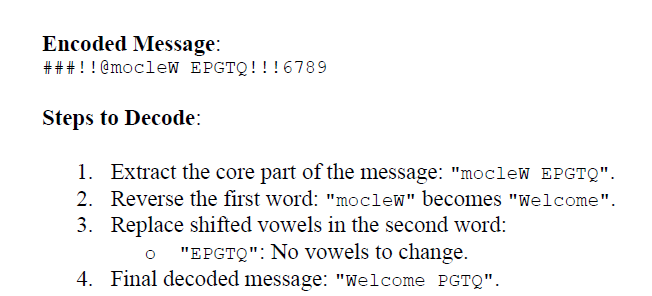 Encoded Message:
###!!@mocleW EPGTQ!!!6789
Steps to Decode:
1. Extract the core part of the message: "mocleW EPGTQ".
2. Reverse the first word: "mocleW" becomes "Welcome".
3. Replace shifted vowels in the second word:
o "EPGTQ": No vowels to change.
4. Final decoded message: "Welcome PGTQ".